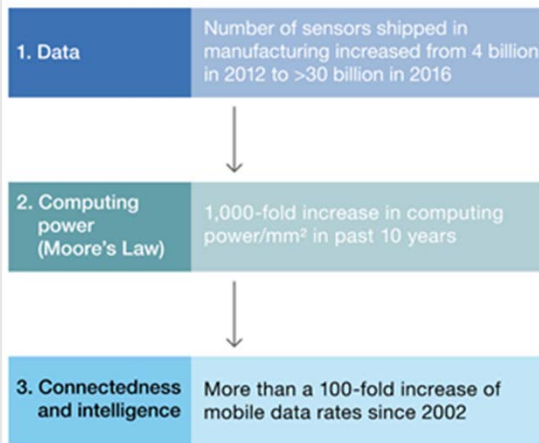 1. Data
Number of sensors shipped in
manufacturing increased from 4 billion
in 2012 to >30 billion in 2016
2. Computing
power
(Moore's Law)
1,000-fold increase in computing
power/mm² in past 10 years
3. Connectedness
and intelligence
More than a 100-fold increase of
mobile data rates since 2002